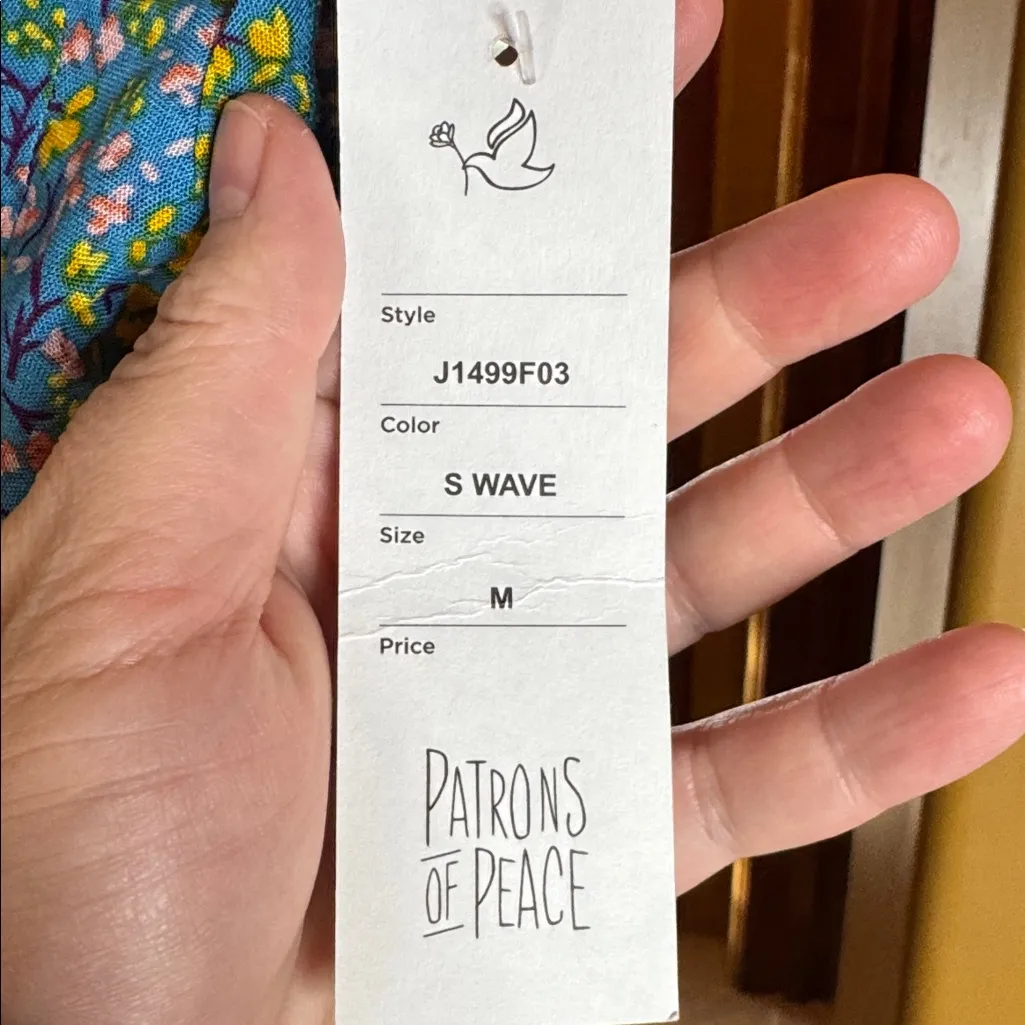 Style
J1499F03
Color
S WAVE
Size
M
Price
PATRONS
OF PEACE